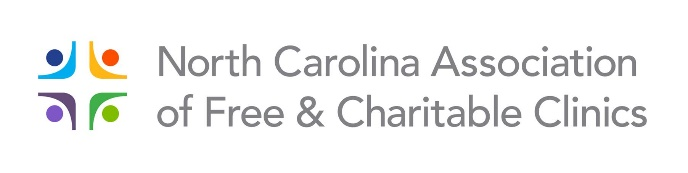 North Carolina Association
of Free & Charitable Clinics